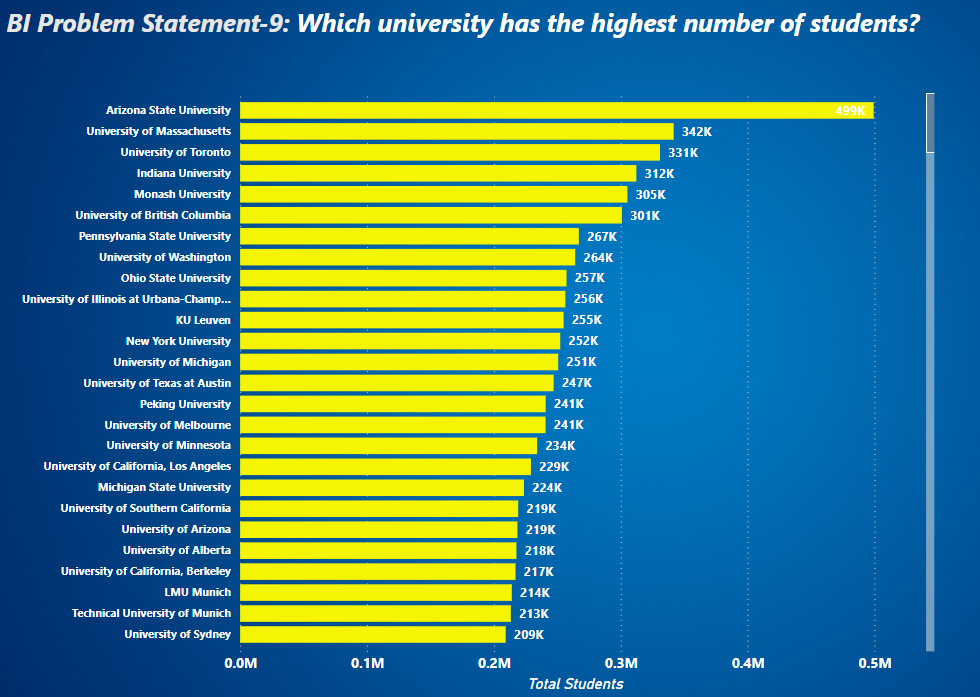 BI Problem Statement-9: Which university has the highest number of students?
Arizona State University 499K
University of Massachusetts 342K
University of Toronto 331K
Indiana University 312K
Monash University 305K
University of British Columbia 301K
Pennsylvania State University 267K
University of Washington 264K
Ohio State University 257K
University of Illinois at Urbana-Champ... 256K
KU Leuven 255K
New York University 252K
University of Michigan 251K
University of Texas at Austin 247K
Peking University 241K
University of Melbourne 241K
University of Minnesota 234K
University of California, Los Angeles 229K
Michigan State University 224K
University of Southern California 219K
University of Arizona 219K
University of Alberta 218K
University of California, Berkeley 217K
LMU Munich 214K
Technical University of Munich 213K
University of Sydney 209K
0.0M 0.1M 0.2M 0.3M 0.4M 0.5M
Total Students